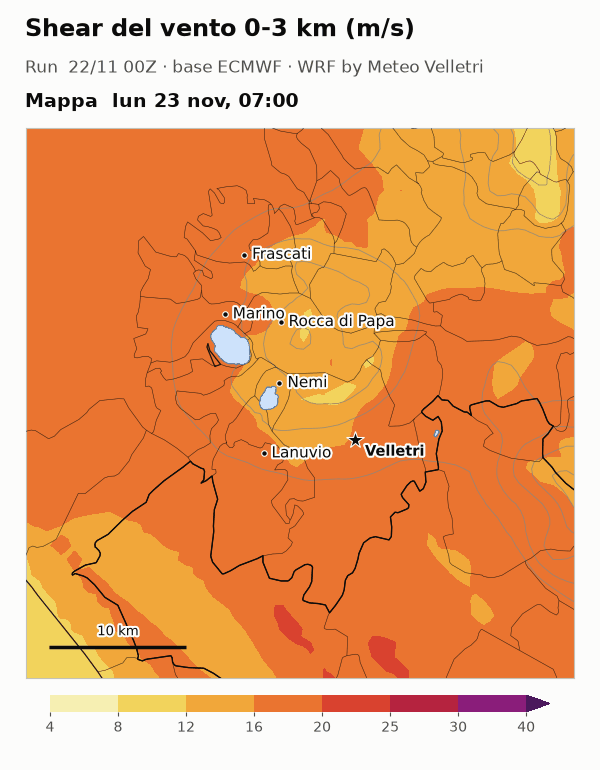 Shear del vento 0-3 km (m/s)
Run  22/11 00Z · base ECMWF · WRF by Meteo Velletri
Mappa  lun 23 nov, 07:00
Frascati
Marino
Rocca di Papa
Nemi
Velletri
Lanuvio
10 km
4 8 12 16 20 25 30 40